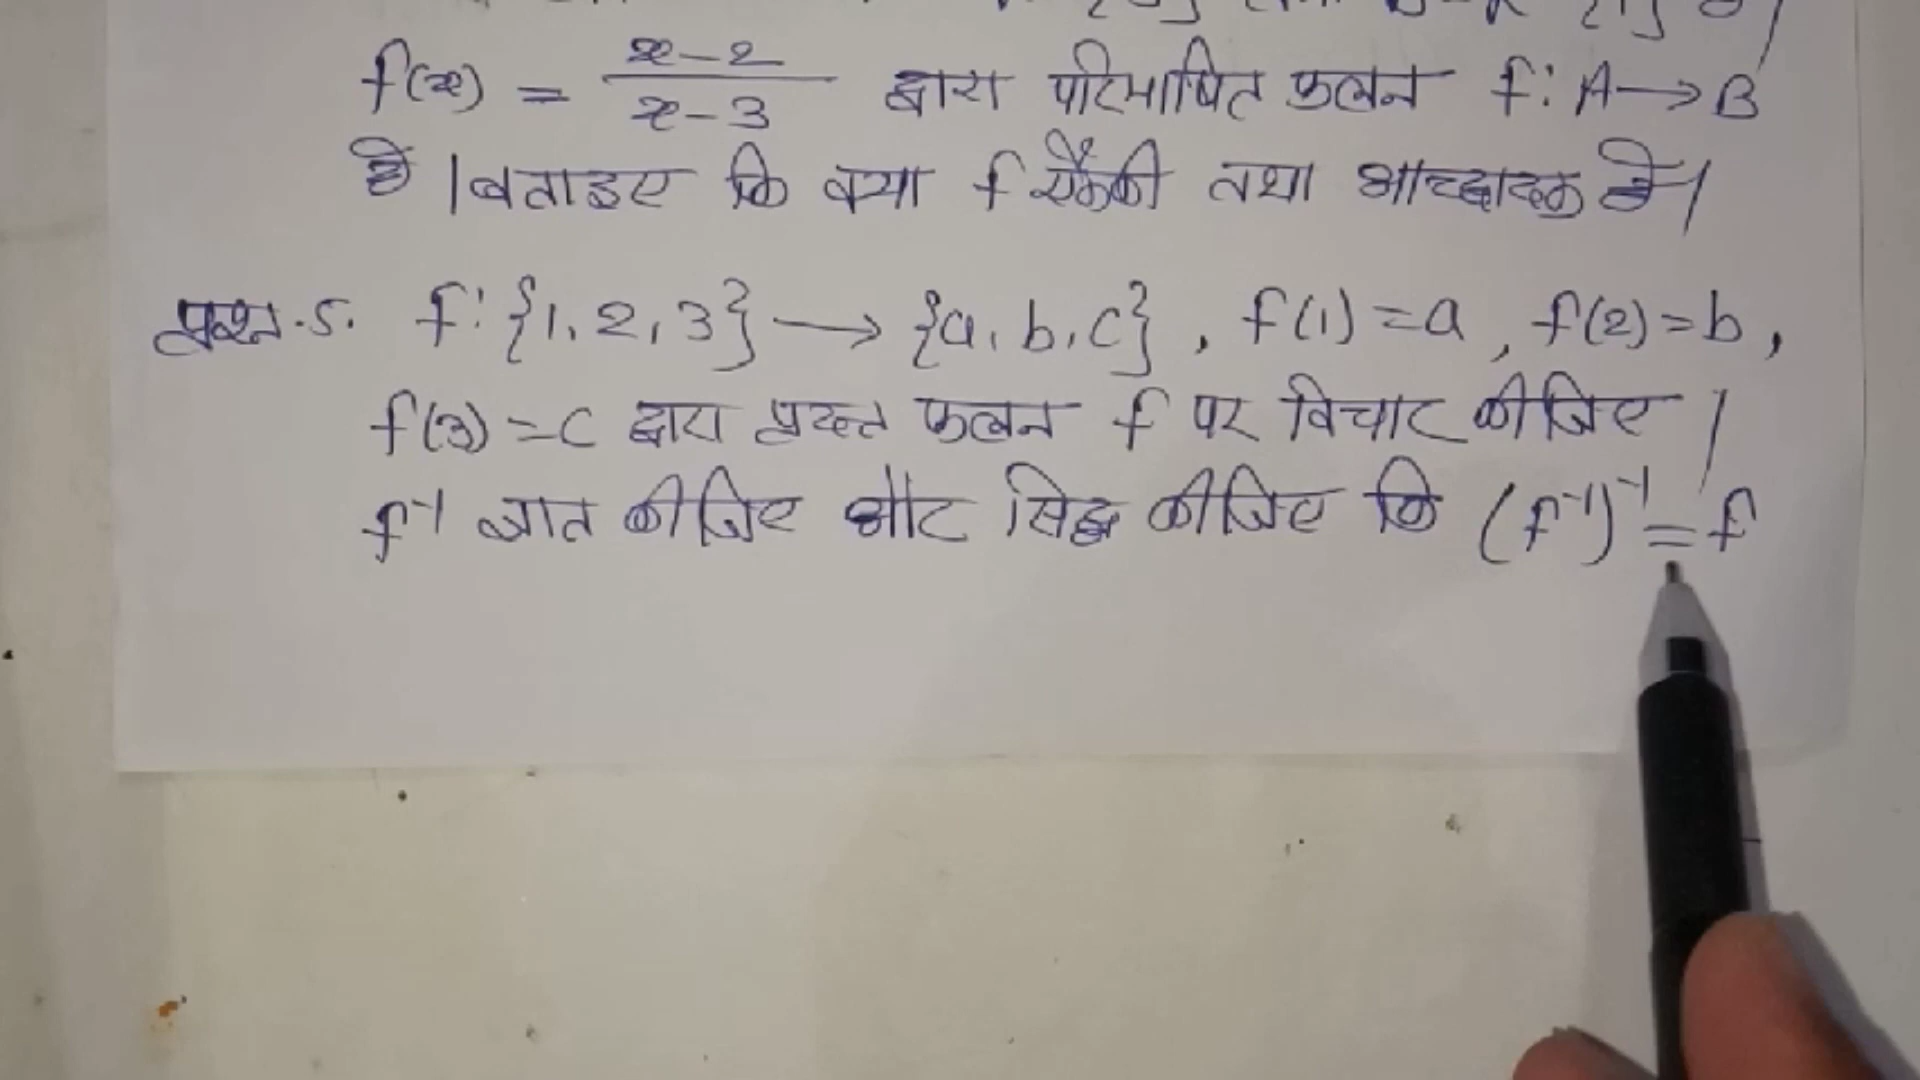 f(x) = x-2/x-3 द्वारा परिभाषित फलन f: A→B
है। बताइए कि क्या f एकैकी तथा आच्छादक है।
प्रश्न.5. f: {1, 2, 3} → {a, b, c}, f(1) = a, f(2) = b,
f(3) = c द्वारा प्रदत्त फलन f पर विचार कीजिए।
f⁻¹ ज्ञात कीजिए और सिद्ध कीजिए कि (f⁻¹)⁻¹ = f